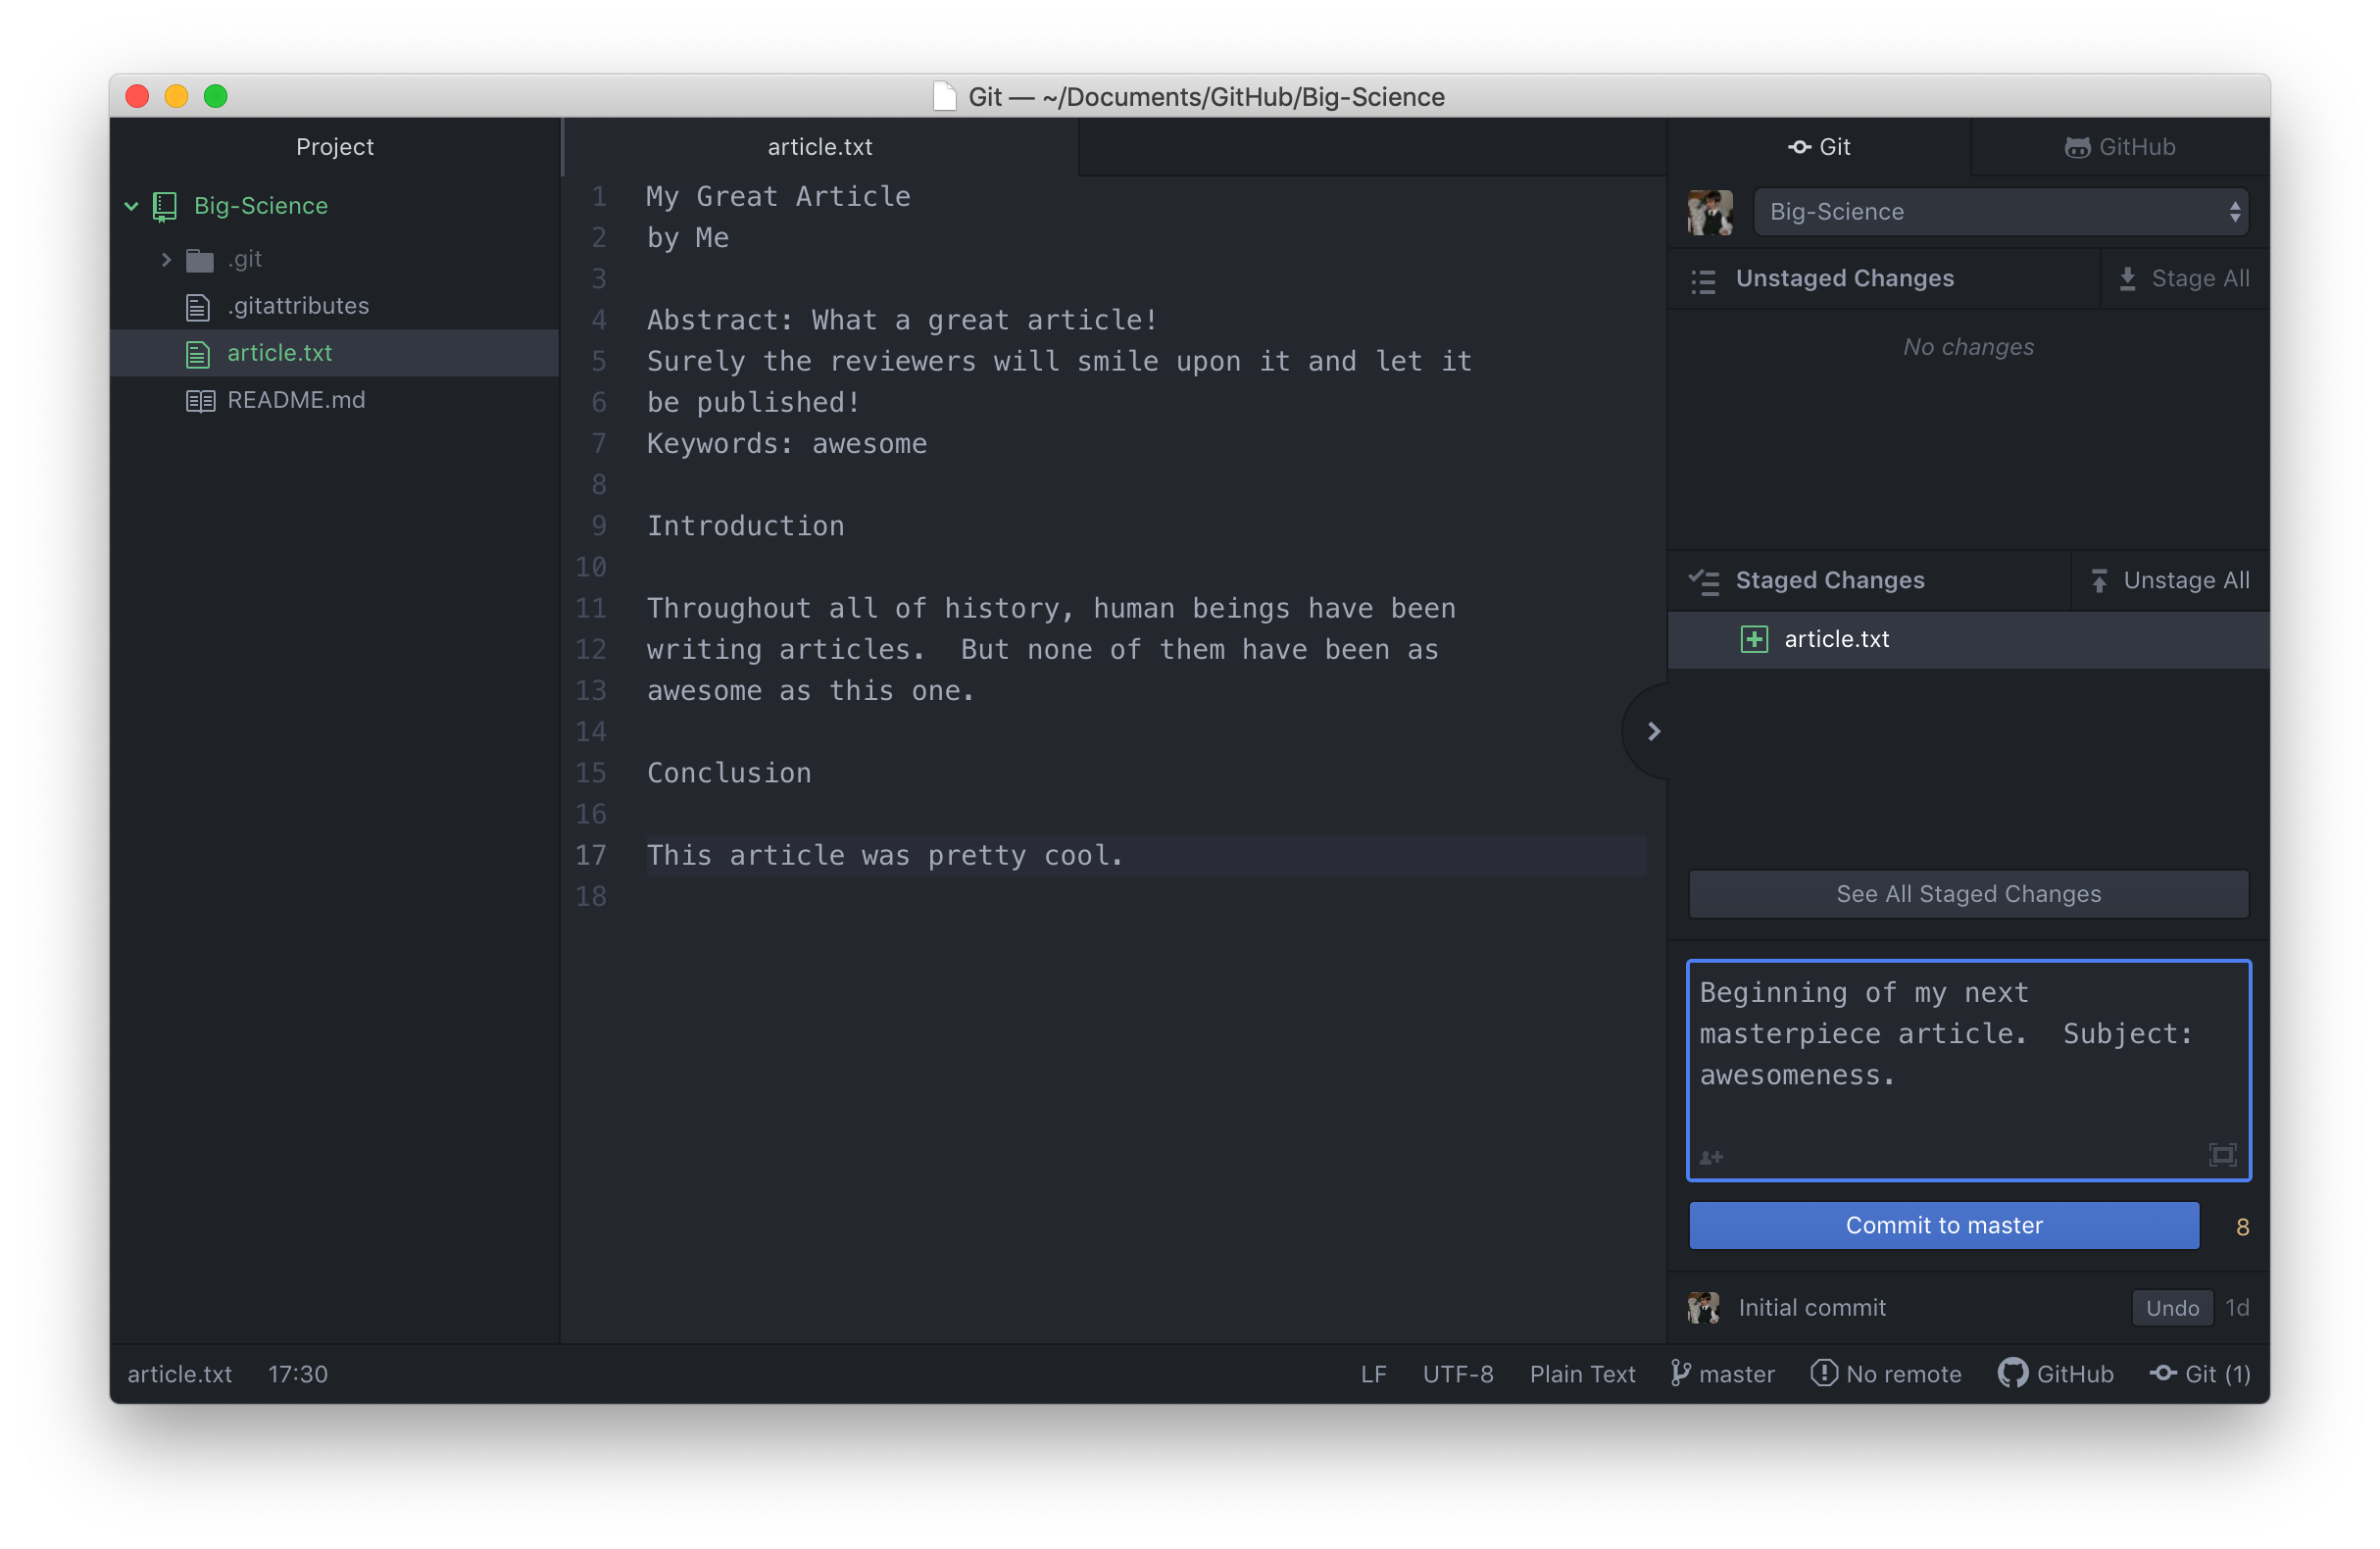 Git — ~/Documents/GitHub/Big-Science
Project
Big-Science
.git
.gitattributes
article.txt
README.md
article.txt
1 My Great Article
2 by Me
3
4 Abstract: What a great article!
5 Surely the reviewers will smile upon it and let it
6 be published!
7 Keywords: awesome
8
9 Introduction
10
11 Throughout all of history, human beings have been
12 writing articles.  But none of them have been as
13 awesome as this one.
14
15 Conclusion
16
17 This article was pretty cool.
18
Git GitHub
Big-Science
Unstaged Changes Stage All
No changes
Staged Changes Unstage All
article.txt
See All Staged Changes
Beginning of my next
masterpiece article.  Subject:
awesomeness.
Commit to master 8
Initial commit Undo 1d
article.txt 17:30 LF UTF-8 Plain Text master No remote GitHub Git (1)